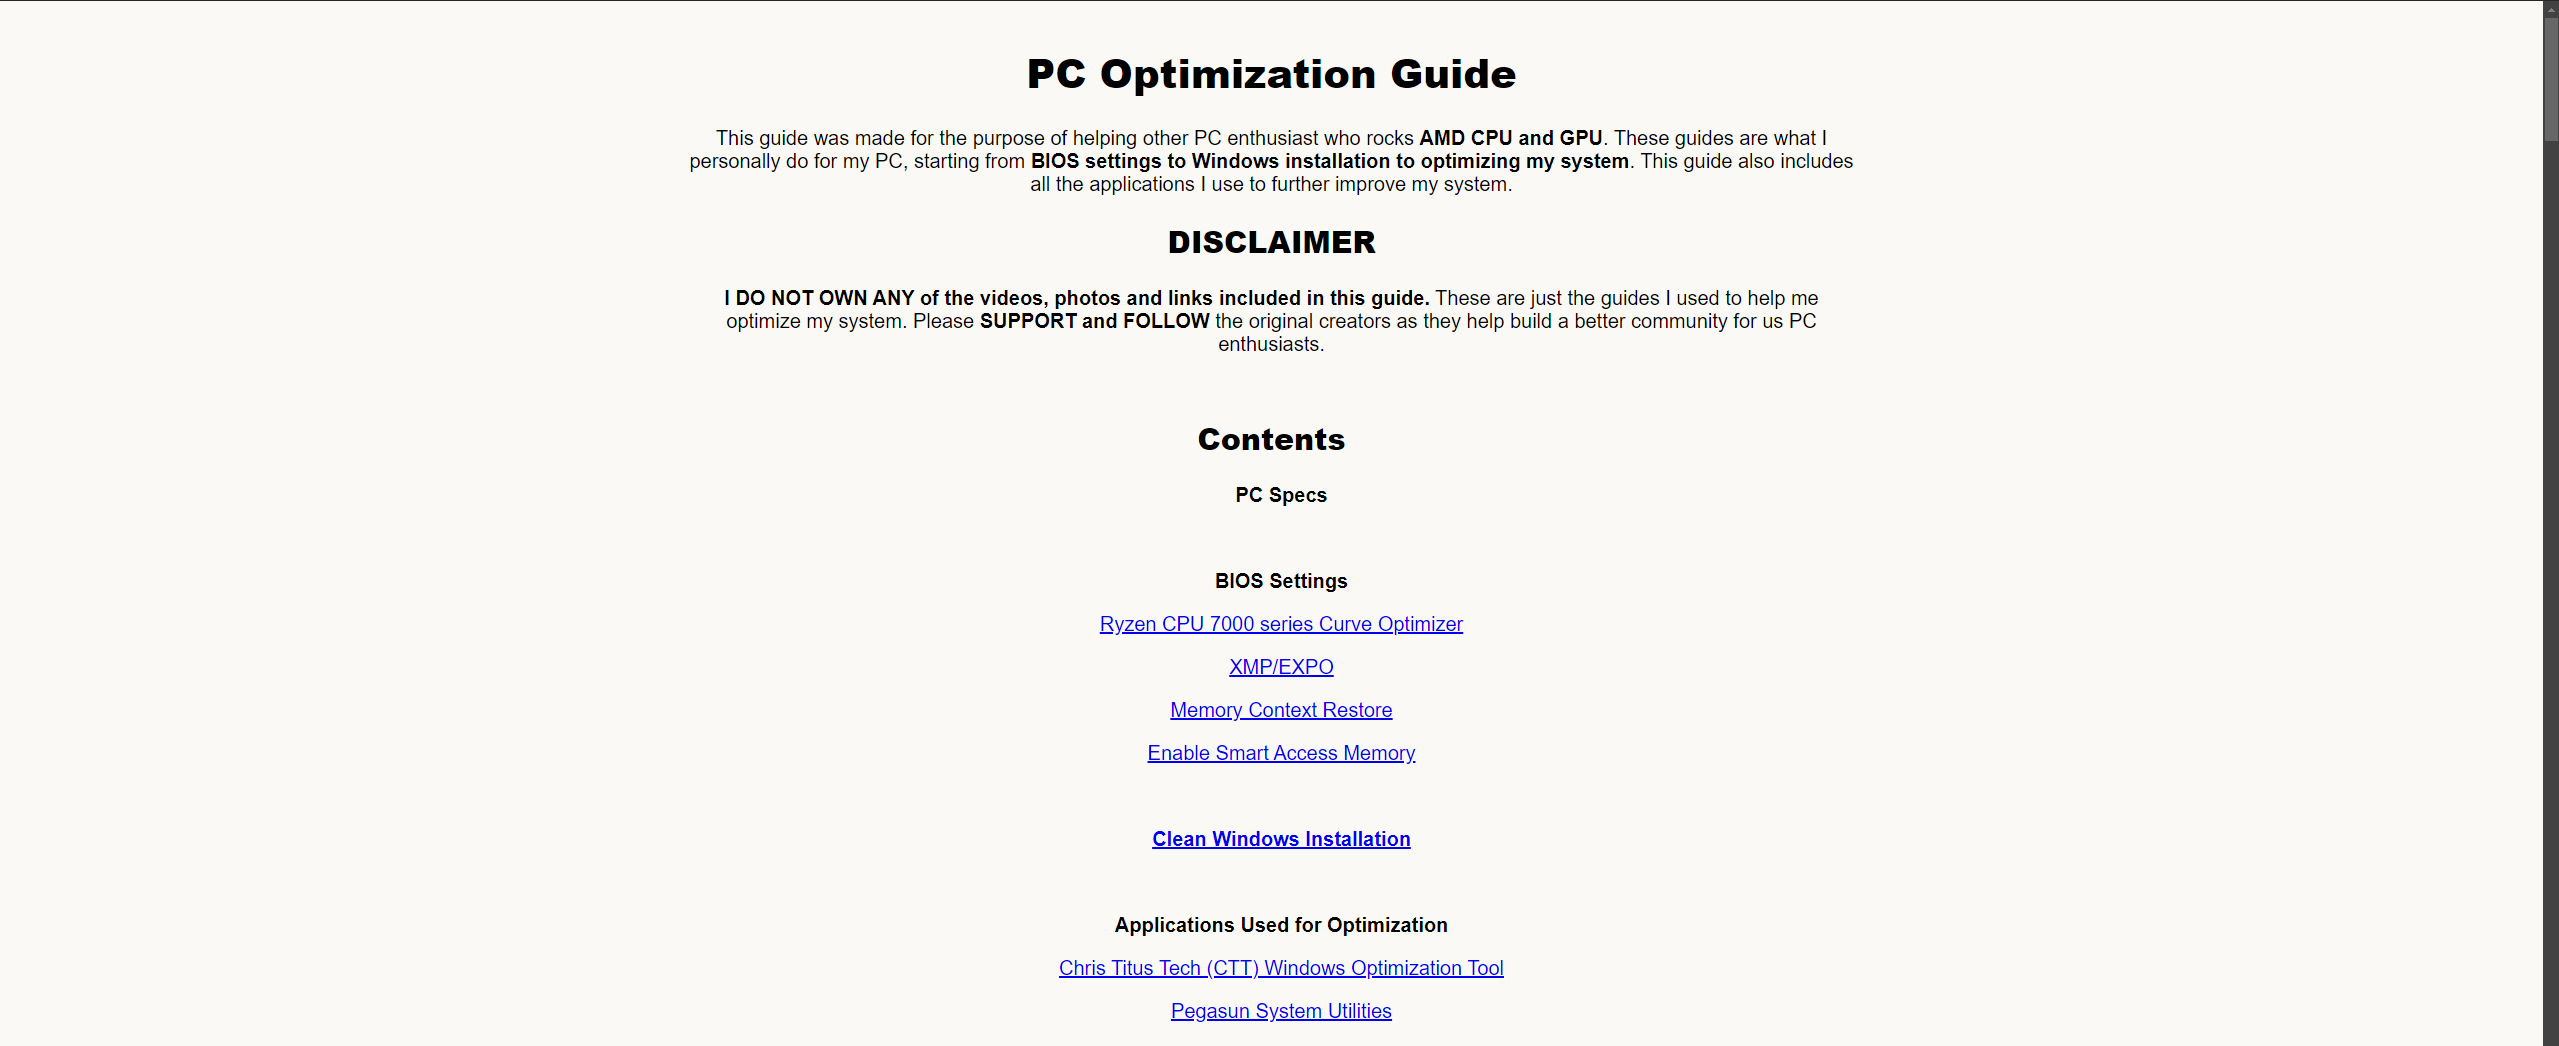 PC Optimization Guide
This guide was made for the purpose of helping other PC enthusiast who rocks AMD CPU and GPU. These guides are what I
personally do for my PC, starting from BIOS settings to Windows installation to optimizing my system. This guide also includes
all the applications I use to further improve my system.
DISCLAIMER
I DO NOT OWN ANY of the videos, photos and links included in this guide. These are just the guides I used to help me
optimize my system. Please SUPPORT and FOLLOW the original creators as they help build a better community for us PC
enthusiasts.
Contents
PC Specs
BIOS Settings
Ryzen CPU 7000 series Curve Optimizer
XMP/EXPO
Memory Context Restore
Enable Smart Access Memory
Clean Windows Installation
Applications Used for Optimization
Chris Titus Tech (CTT) Windows Optimization Tool
Pegasun System Utilities